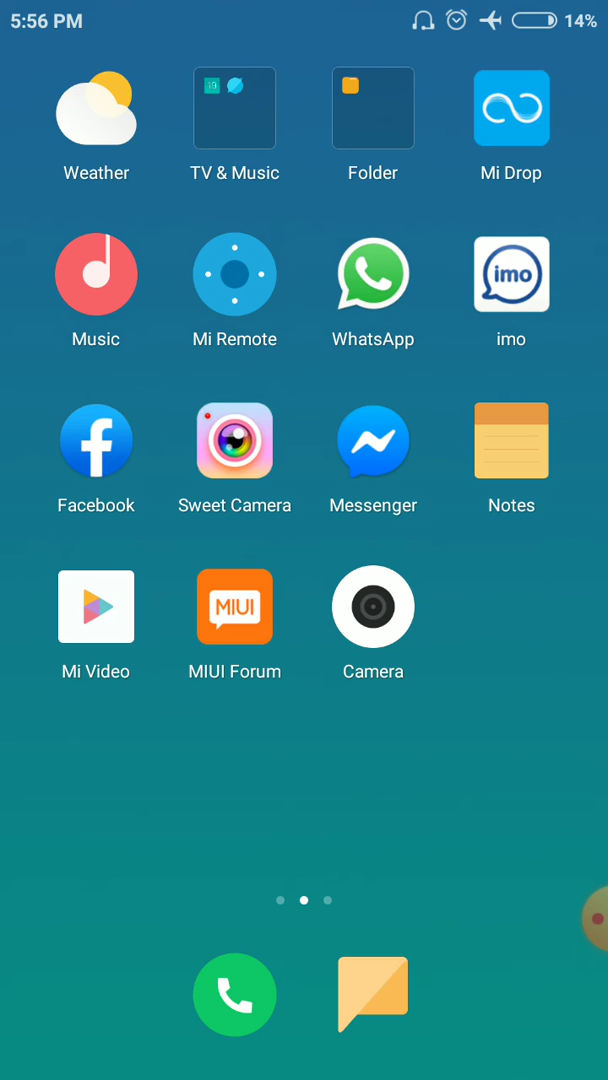 5:56 PM 14%
19
Weather TV & Music Folder Mi Drop
imo
Music Mi Remote WhatsApp imo
Facebook Sweet Camera Messenger Notes
MIUI
Mi Video MIUI Forum Camera